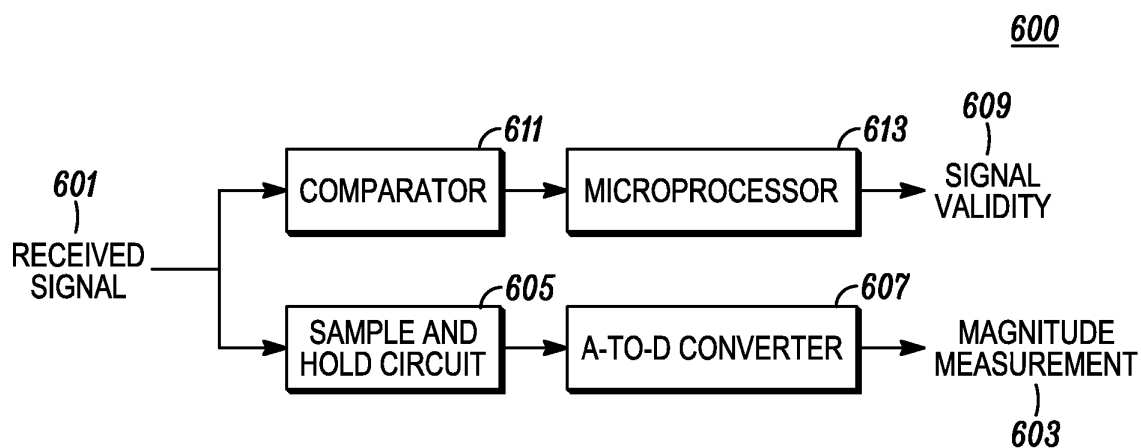 600
609
611
613
601
COMPARATOR
MICROPROCESSOR
SIGNAL
VALIDITY
RECEIVED
SIGNAL
605
607
SAMPLE AND
HOLD CIRCUIT
A-TO-D CONVERTER
MAGNITUDE
MEASUREMENT
603